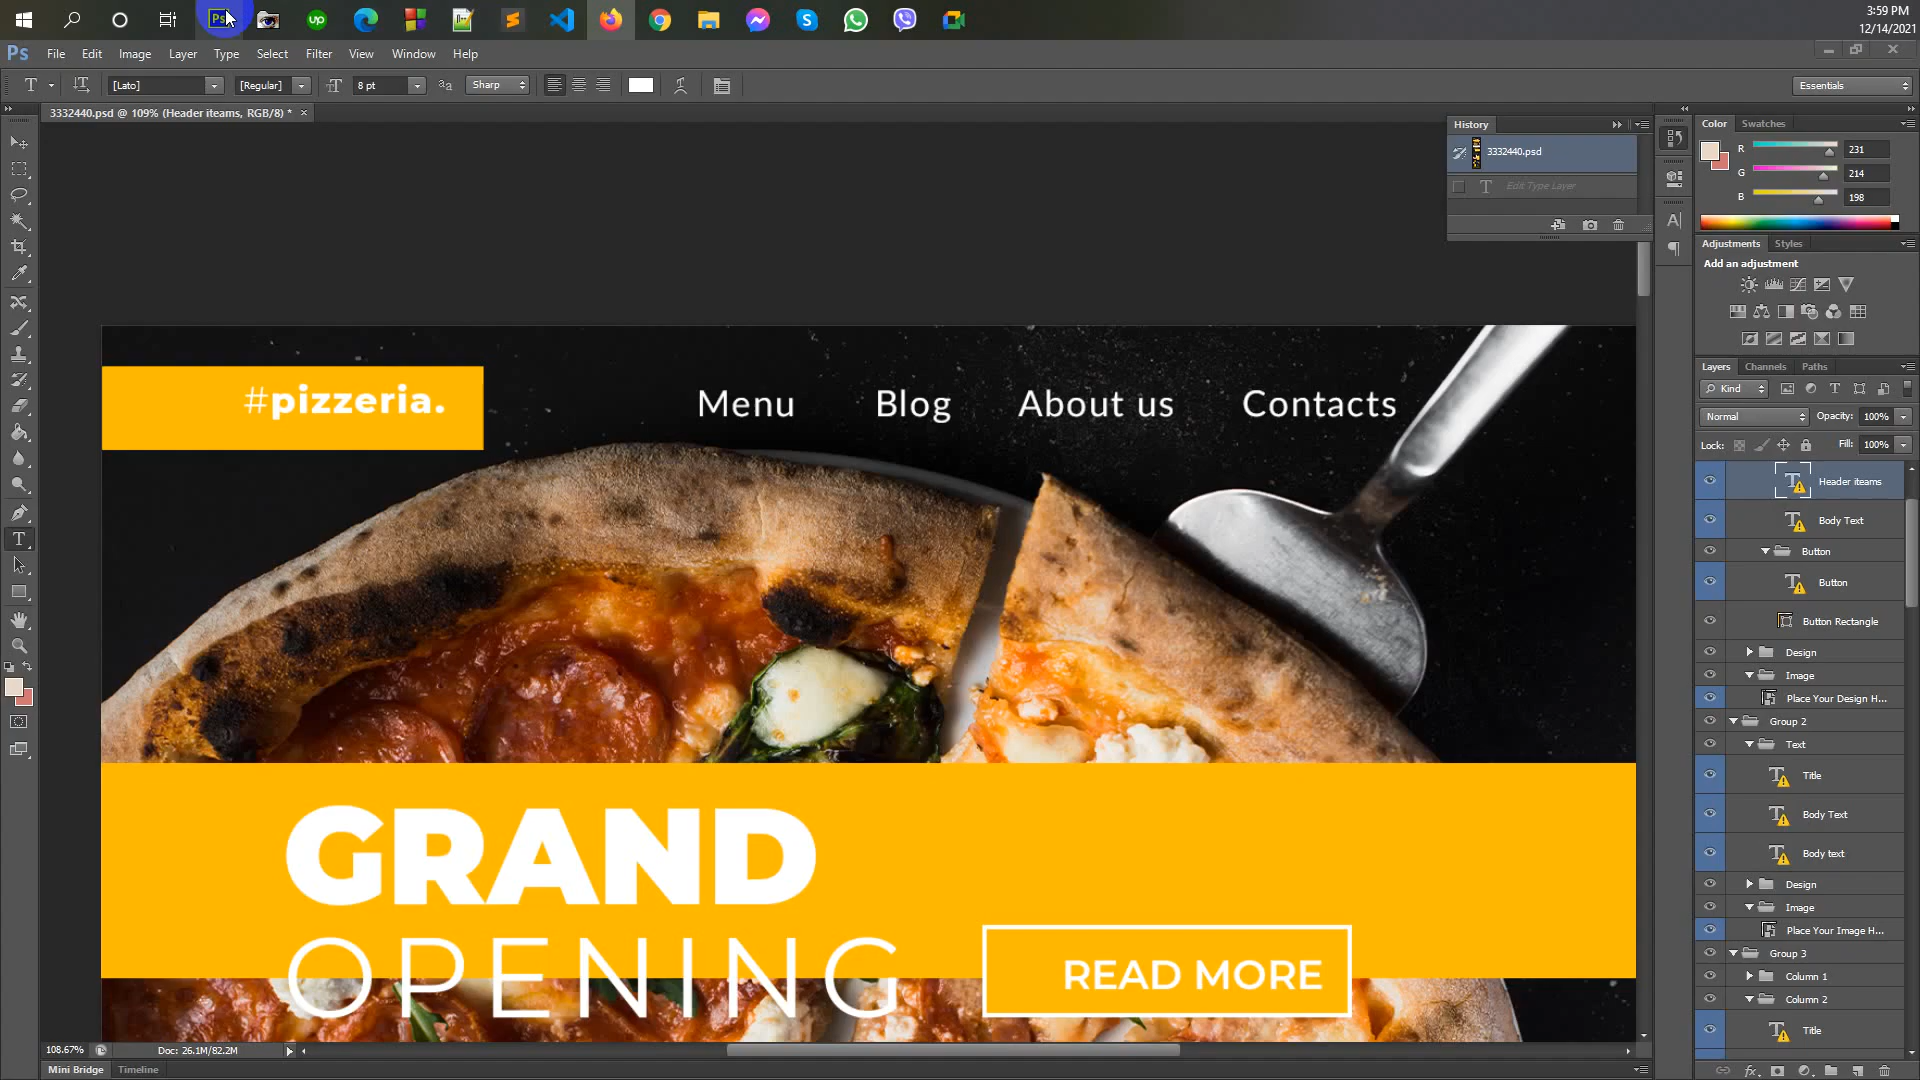 3:59 PM
12/14/2021
Ps
up
Ps File Edit Image Layer Type Select Filter View Window Help
T [Lato] [Regular] 8 pt Sharp Essentials
3332440.psd @ 109% (Header iteams, RGB/8) * ×
History
3332440.psd
Edit Type Layer
Color Swatches
R 231
G 214
B 198
Adjustments Styles
Add an adjustment
Layers Channels Paths
Kind
Normal Opacity: 100%
Lock: Fill: 100%
Header iteams
Body Text
Button
Button
Button Rectangle
Design
Image
Place Your Design H...
Group 2
Text
Title
Body Text
Body text
Design
Image
Place Your Image H...
Group 3
Column 1
Column 2
Title
#pizzeria. Menu Blog About us Contacts
GRAND
OPENING
READ MORE
108.67% Doc: 26.1M/82.2M
Mini Bridge Timeline